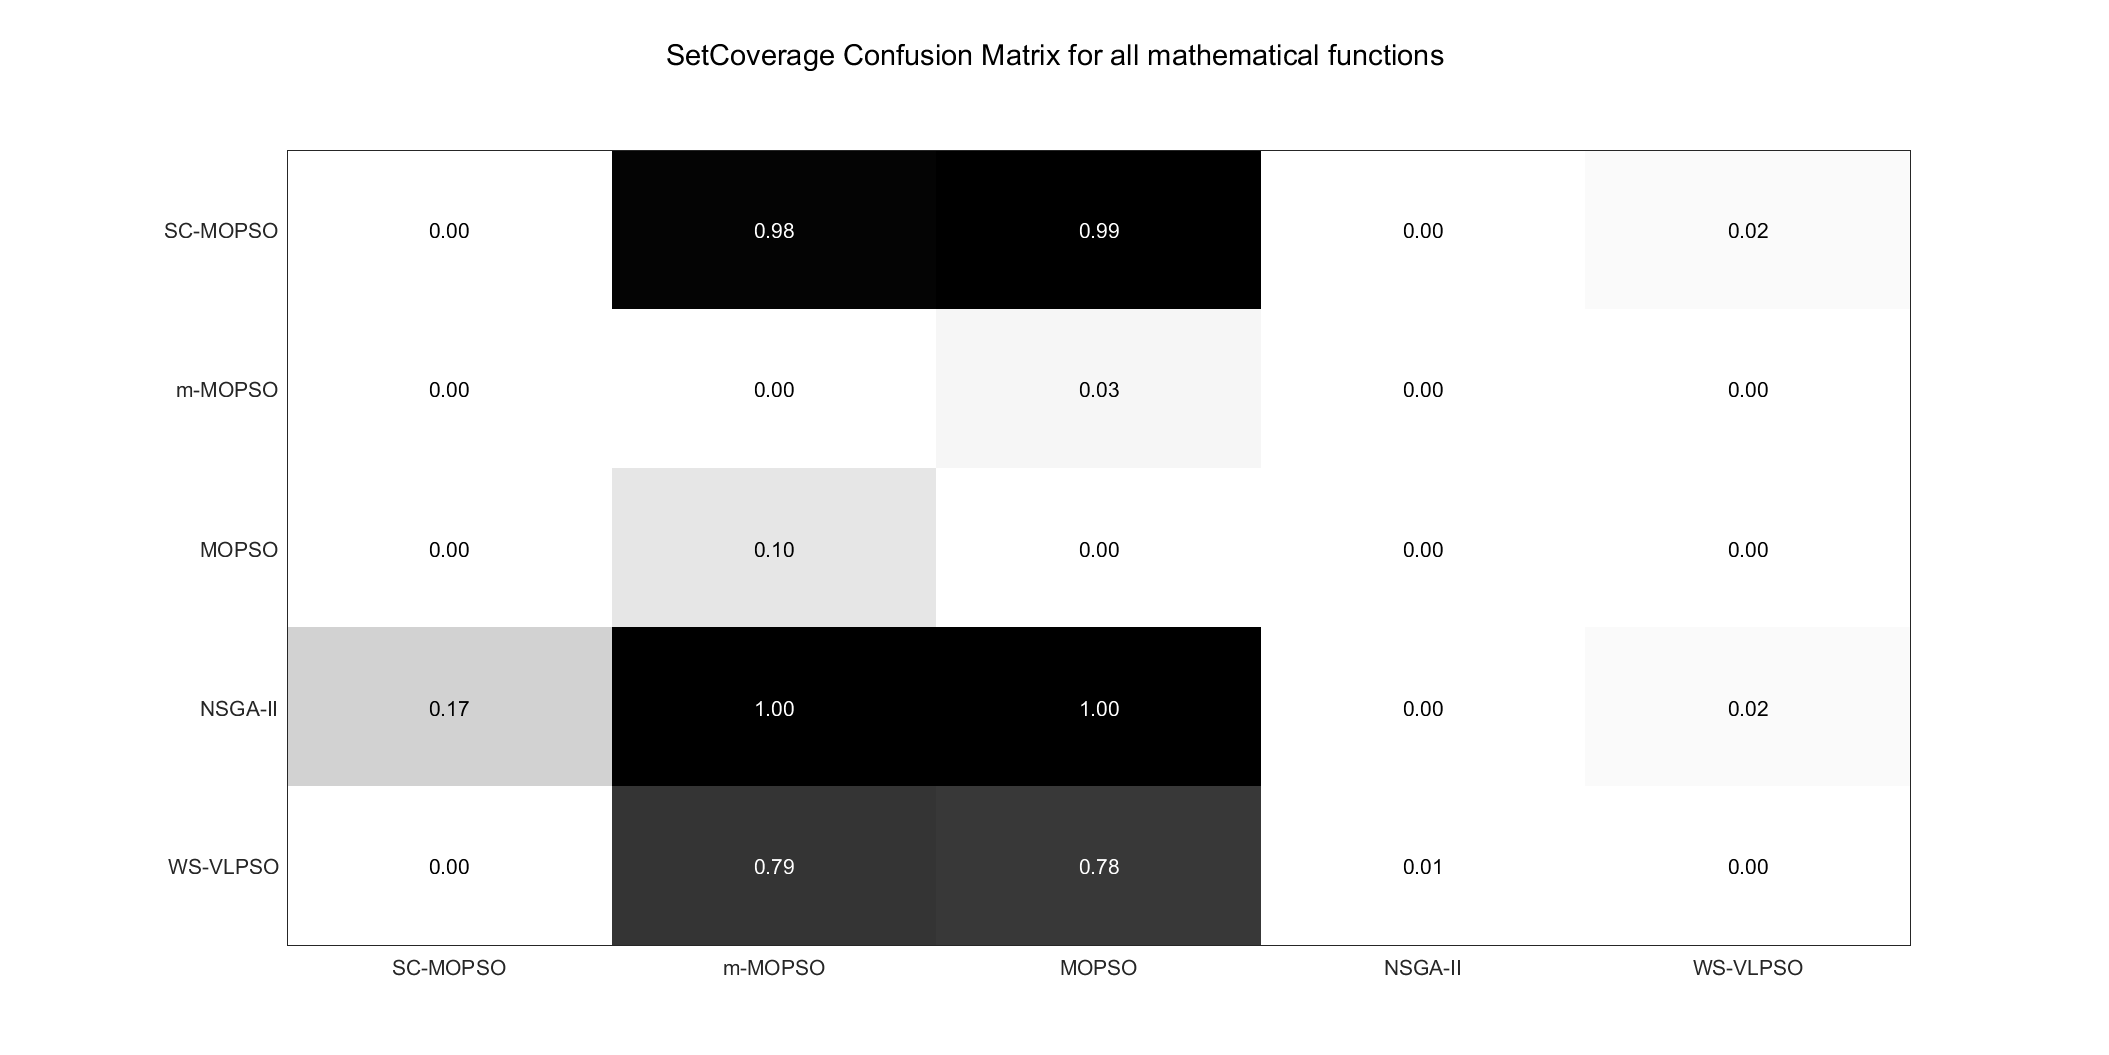 SetCoverage Confusion Matrix for all mathematical functions
SC-MOPSO 0.00 0.98 0.99 0.00 0.02
m-MOPSO 0.00 0.00 0.03 0.00 0.00
MOPSO 0.00 0.10 0.00 0.00 0.00
NSGA-II 0.17 1.00 1.00 0.00 0.02
WS-VLPSO 0.00 0.79 0.78 0.01 0.00
SC-MOPSO m-MOPSO MOPSO NSGA-II WS-VLPSO